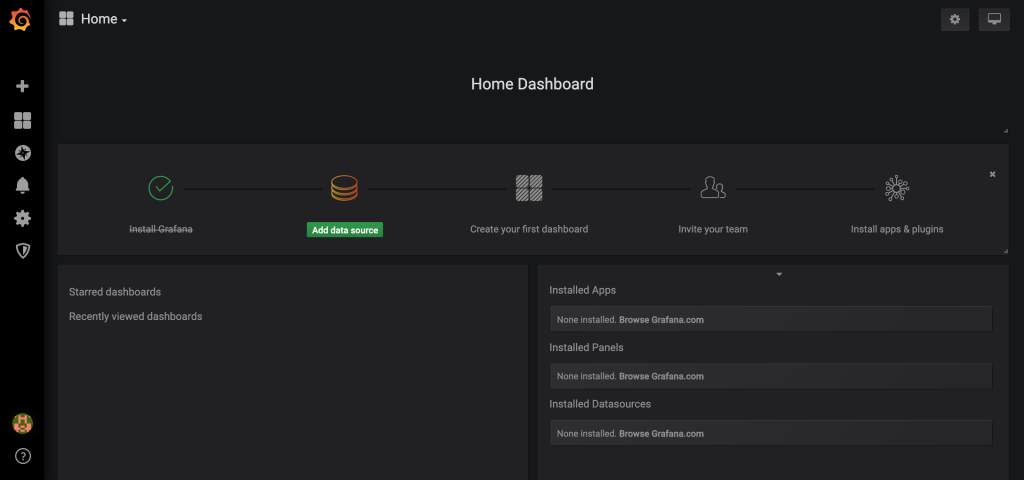 Home
Home Dashboard
Install Grafana
Add data source
Create your first dashboard
Invite your team
Install apps & plugins
Starred dashboards
Recently viewed dashboards
Installed Apps
None installed. Browse Grafana.com
Installed Panels
None installed. Browse Grafana.com
Installed Datasources
None installed. Browse Grafana.com